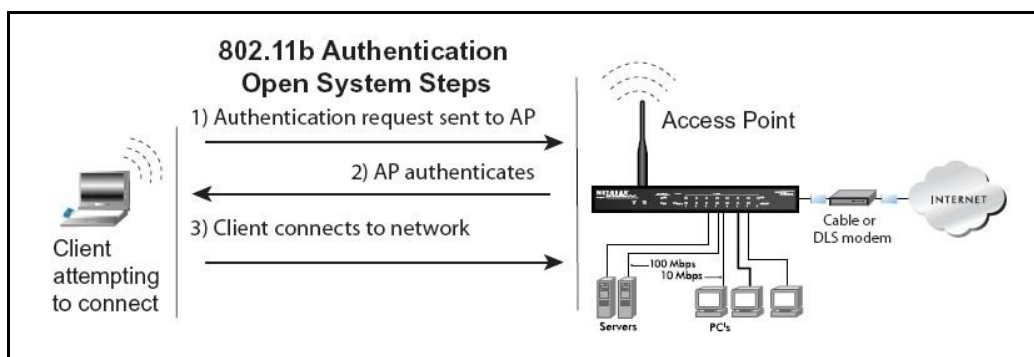 802.11b Authentication
Open System Steps
1) Authentication request sent to AP
2) AP authenticates
3) Client connects to network
Client
attempting
to connect
Access Point
NETGEAR
INTERNET
Cable or
DLS modem
100 Mbps
10 Mbps
Servers
PC's